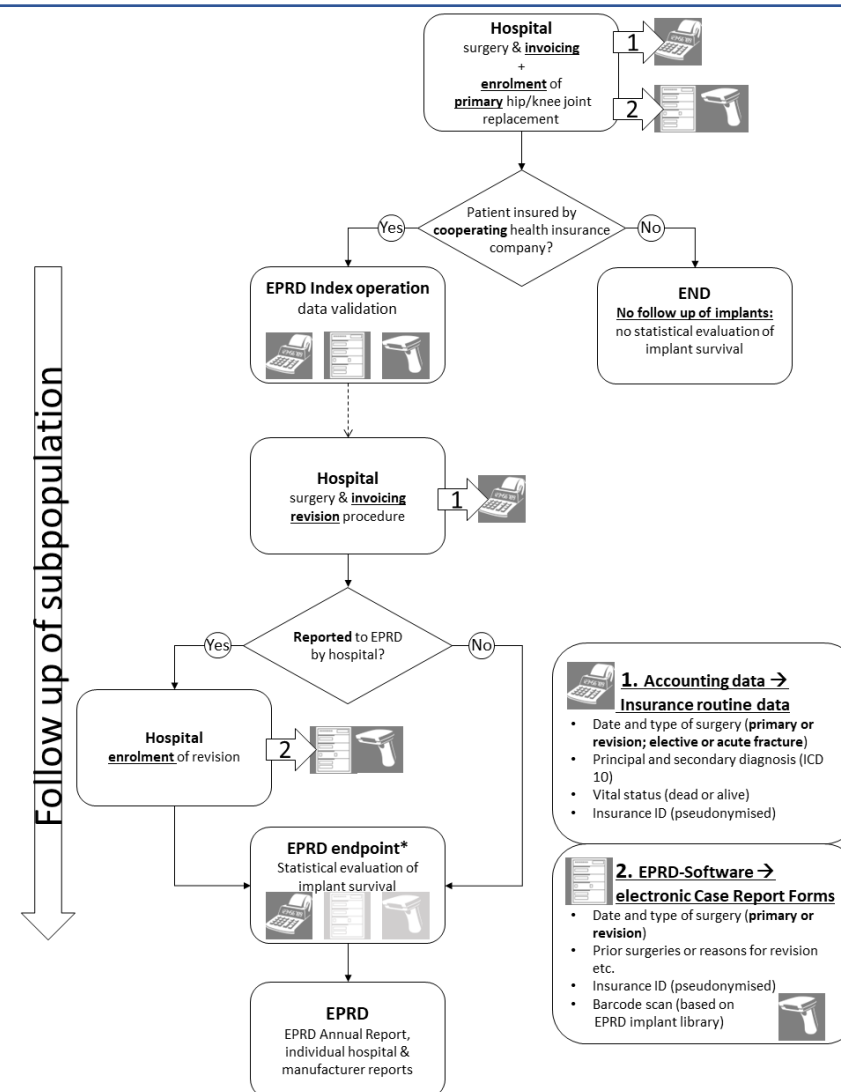 Hospital
surgery & invoicing
+
enrolment of
primary hip/knee joint
replacement
1
2
Patient insured by
cooperating health insurance
company?
Yes
No
EPRD Index operation
data validation
END
No follow up of implants:
no statistical evaluation of
implant survival
Follow up of subpopulation
Hospital
surgery & invoicing
revision procedure
1
Reported to EPRD
by hospital?
Yes
No
Hospital
enrolment of revision
2
EPRD endpoint*
Statistical evaluation of
implant survival
EPRD
EPRD Annual Report,
individual hospital &
manufacturer reports
1. Accounting data →
Insurance routine data
• Date and type of surgery (primary or
revision; elective or acute fracture)
• Principal and secondary diagnosis (ICD
10)
• Vital status (dead or alive)
• Insurance ID (pseudonymised)
2. EPRD-Software →
electronic Case Report Forms
• Date and type of surgery (primary or
revision)
• Prior surgeries or reasons for revision
etc.
• Insurance ID (pseudonymised)
• Barcode scan (based on
EPRD implant library)